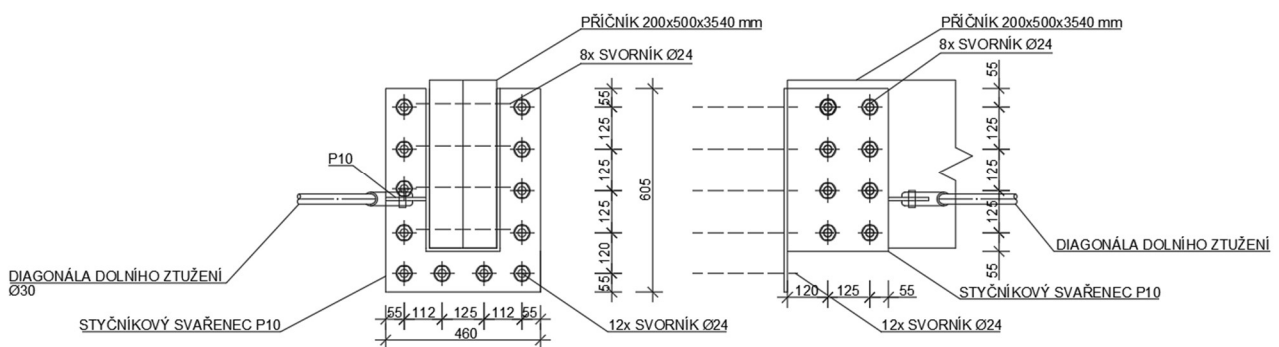 PŘÍČNÍK 200x500x3540 mm
8x SVORNÍK Ø24
P10
DIAGONÁLA DOLNÍHO ZTUŽENÍ
Ø30
STYČNÍKOVÝ SVAŘENEC P10
12x SVORNÍK Ø24
55
112
125
112
55
460
55
125
125
125
120
55
605
PŘÍČNÍK 200x500x3540 mm
8x SVORNÍK Ø24
55
55
125
125
125
55
DIAGONÁLA DOLNÍHO ZTUŽENÍ
STYČNÍKOVÝ SVAŘENEC P10
120
125
55
12x SVORNÍK Ø24